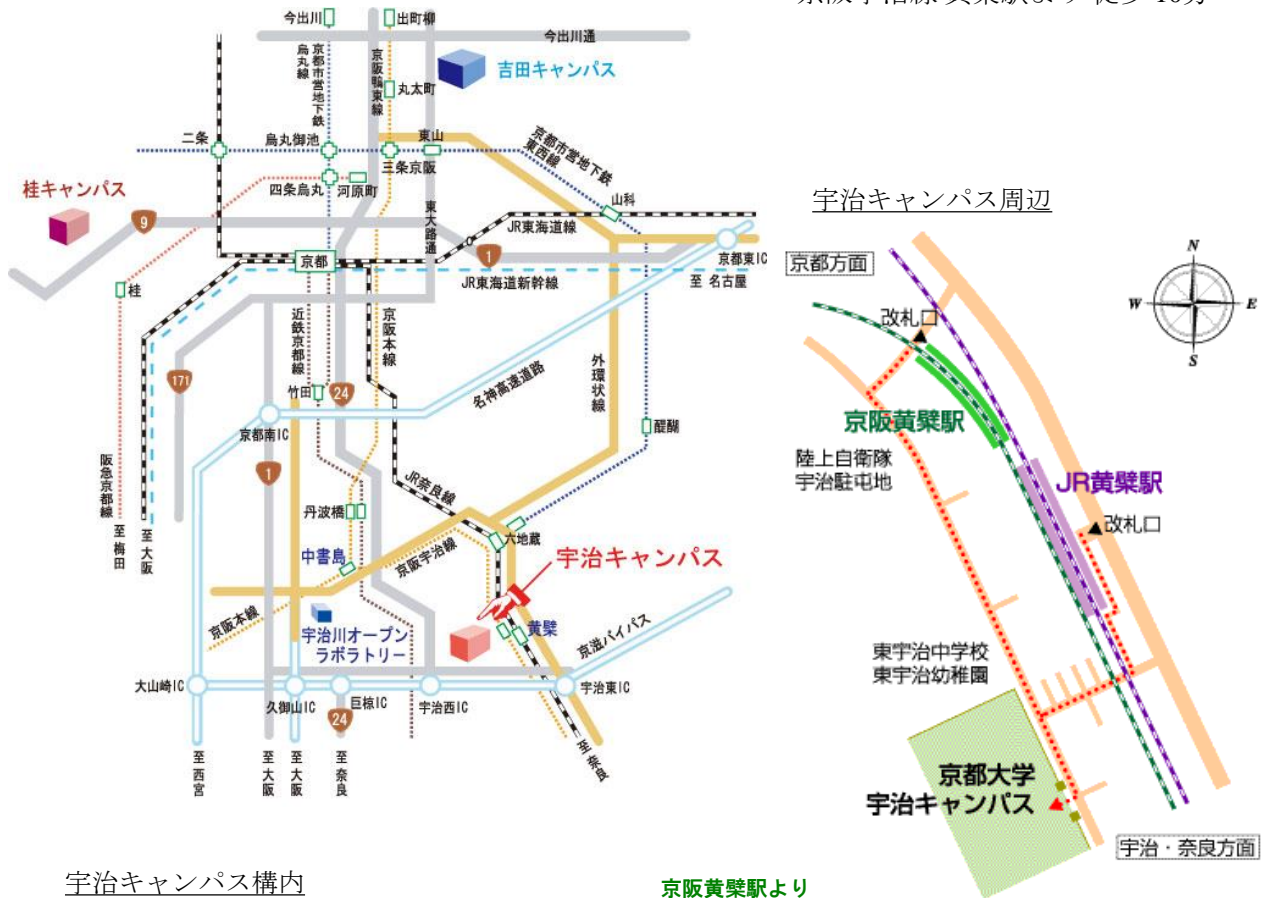 今出川
出町柳
今出川通
京都市営地下鉄
烏丸線
京阪鴨東線
吉田キャンパス
丸太町
二条
烏丸御池
東山
京都市営地下鉄
東西線
三条京阪
四条烏丸
河原町
桂キャンパス
9
東大路通
山科
JR東海道線
1
京都
京都東IC
JR東海道新幹線
至 名古屋
桂
近鉄京都線
京阪本線
外環状線
171
竹田
24
名神高速道路
京都南IC
醍醐
阪急京都線
1
JR奈良線
至梅田
至大阪
丹波橋
六地蔵
中書島
京阪宇治線
宇治キャンパス
京阪本線
宇治川オープン
ラボラトリー
黄檗
京滋バイパス
大山崎IC
久御山IC
巨椋IC
24
宇治西IC
宇治東IC
至西宮
至大阪
至大阪
至奈良
至奈良
宇治キャンパス周辺
京都方面
N
W
E
S
改札口
京阪黄檗駅
陸上自衛隊
宇治駐屯地
JR黄檗駅
改札口
東宇治中学校
東宇治幼稚園
京都大学
宇治キャンパス
宇治・奈良方面
宇治キャンパス構内
京阪黄檗駅より